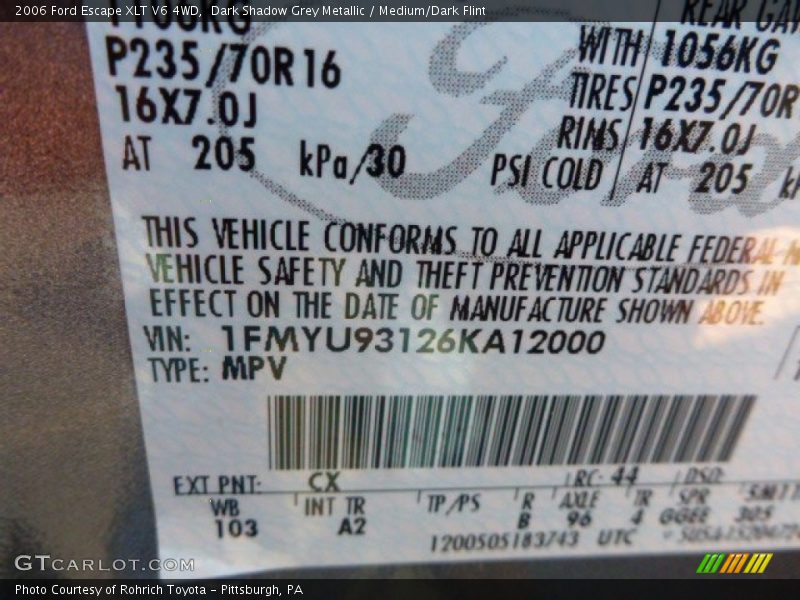 2006 Ford Escape XLT V6 4WD,  Dark Shadow Grey Metallic / Medium/Dark Flint
REAR
P235/70R16
WITH 1056KG
16X7.0J
TIRES P235/70R
RIMS 16X7.0J
AT 205 kPa/30 PSI COLD AT 205
Ford
THIS VEHICLE CONFORMS TO ALL APPLICABLE FEDERAL
VEHICLE SAFETY AND THEFT PREVENTION STANDARDS IN
EFFECT ON THE DATE OF MANUFACTURE SHOWN ABOVE.
VIN: 1FMYU93126KA12000
TYPE: MPV
EXT PNT: CX RC: 44 DSO:
WB INT TR TP/PS R AXLE TR SPR
103 A2 B 96 4 GGEE
1200505183743 UTC
GTCARLOT.COM
Photo Courtesy of Rohrich Toyota - Pittsburgh, PA